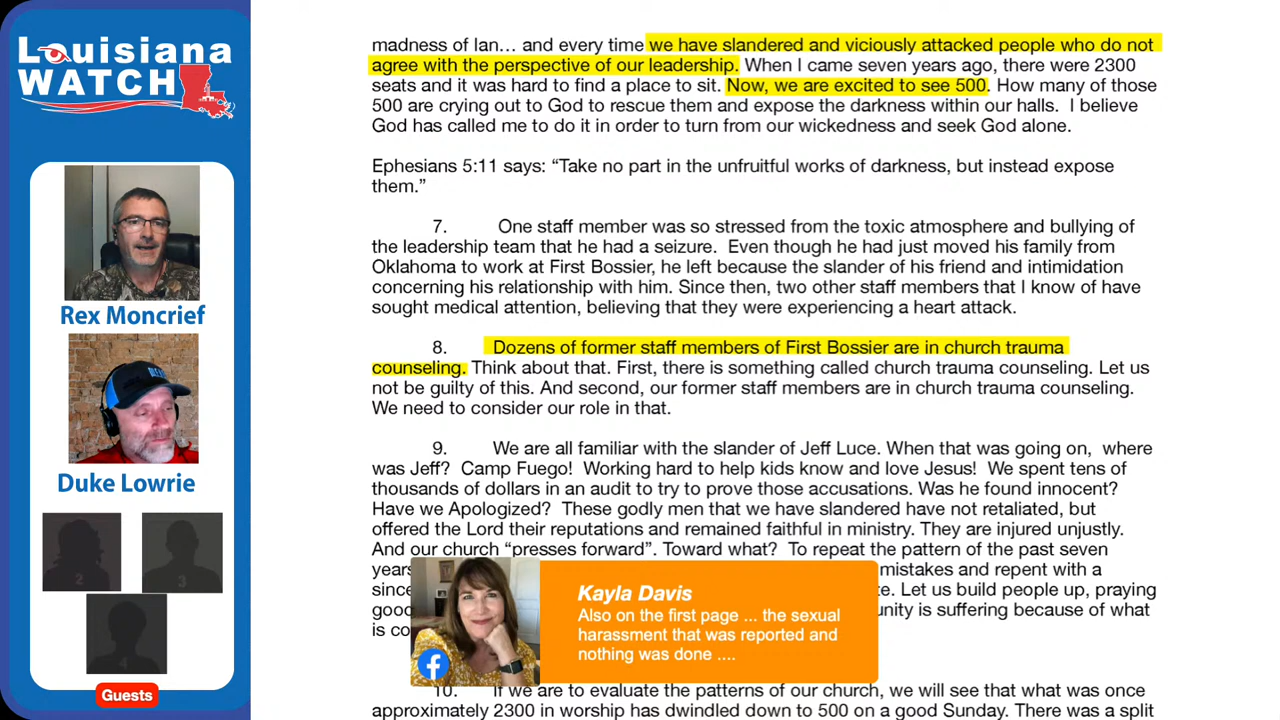 Louisiana
WATCH
Rex Moncrief
Duke Lowrie
2
3
4
Guests
madness of Ian… and every time we have slandered and viciously attacked people who do not
agree with the perspective of our leadership. When I came seven years ago, there were 2300
seats and it was hard to find a place to sit. Now, we are excited to see 500. How many of those
500 are crying out to God to rescue them and expose the darkness within our halls. I believe
God has called me to do it in order to turn from our wickedness and seek God alone.
Ephesians 5:11 says: “Take no part in the unfruitful works of darkness, but instead expose
them.”
7. One staff member was so stressed from the toxic atmosphere and bullying of
the leadership team that he had a seizure. Even though he had just moved his family from
Oklahoma to work at First Bossier, he left because the slander of his friend and intimidation
concerning his relationship with him. Since then, two other staff members that I know of have
sought medical attention, believing that they were experiencing a heart attack.
8. Dozens of former staff members of First Bossier are in church trauma
counseling. Think about that. First, there is something called church trauma counseling. Let us
not be guilty of this. And second, our former staff members are in church trauma counseling.
We need to consider our role in that.
9. We are all familiar with the slander of Jeff Luce. When that was going on, where
was Jeff? Camp Fuego! Working hard to help kids know and love Jesus! We spent tens of
thousands of dollars in an audit to try to prove those accusations. Was he found innocent?
Have we Apologized? These godly men that we have slandered have not retaliated, but
offered the Lord their reputations and remained faithful in ministry. They are injured unjustly.
And our church “presses forward”. Toward what? To repeat the pattern of the past seven
years mistakes and repent with a
since Let us build people up, praying
good suffering because of what
is co
Kayla Davis
Also on the first page ... the sexual
harassment that was reported and
nothing was done ....
10. If we are to evaluate the patterns of our church, we will see that what was once
approximately 2300 in worship has dwindled down to 500 on a good Sunday. There was a split